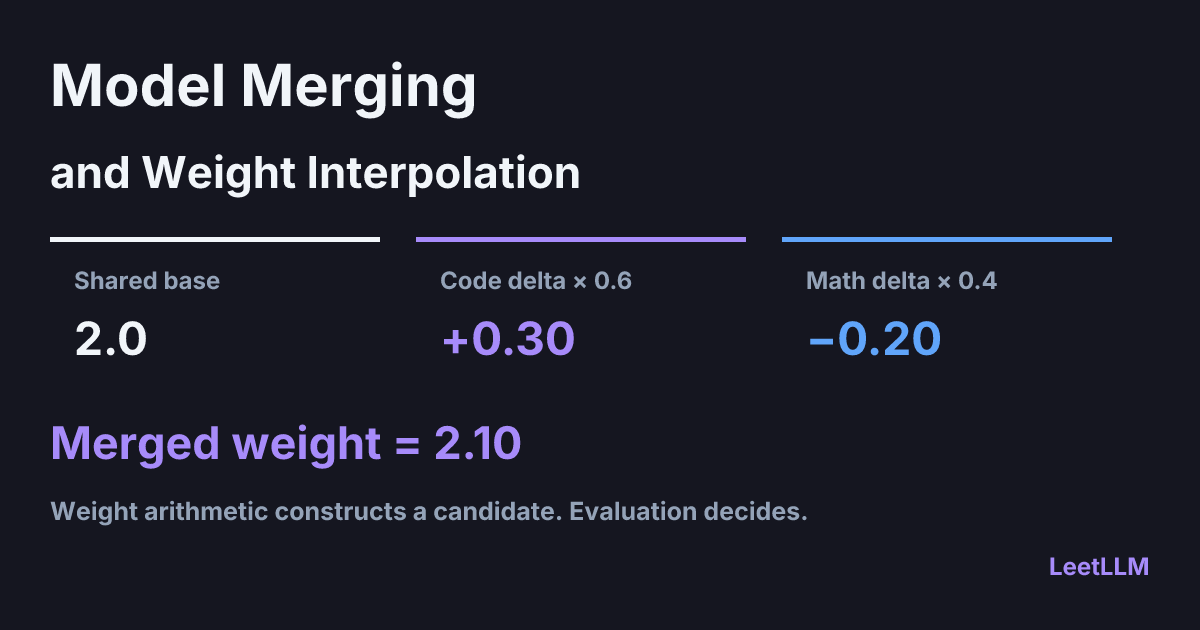 Model Merging
and Weight Interpolation
Shared base
2.0
Code delta × 0.6
+0.30
Math delta × 0.4
−0.20
Merged weight = 2.10
Weight arithmetic constructs a candidate. Evaluation decides.
LeetLLM